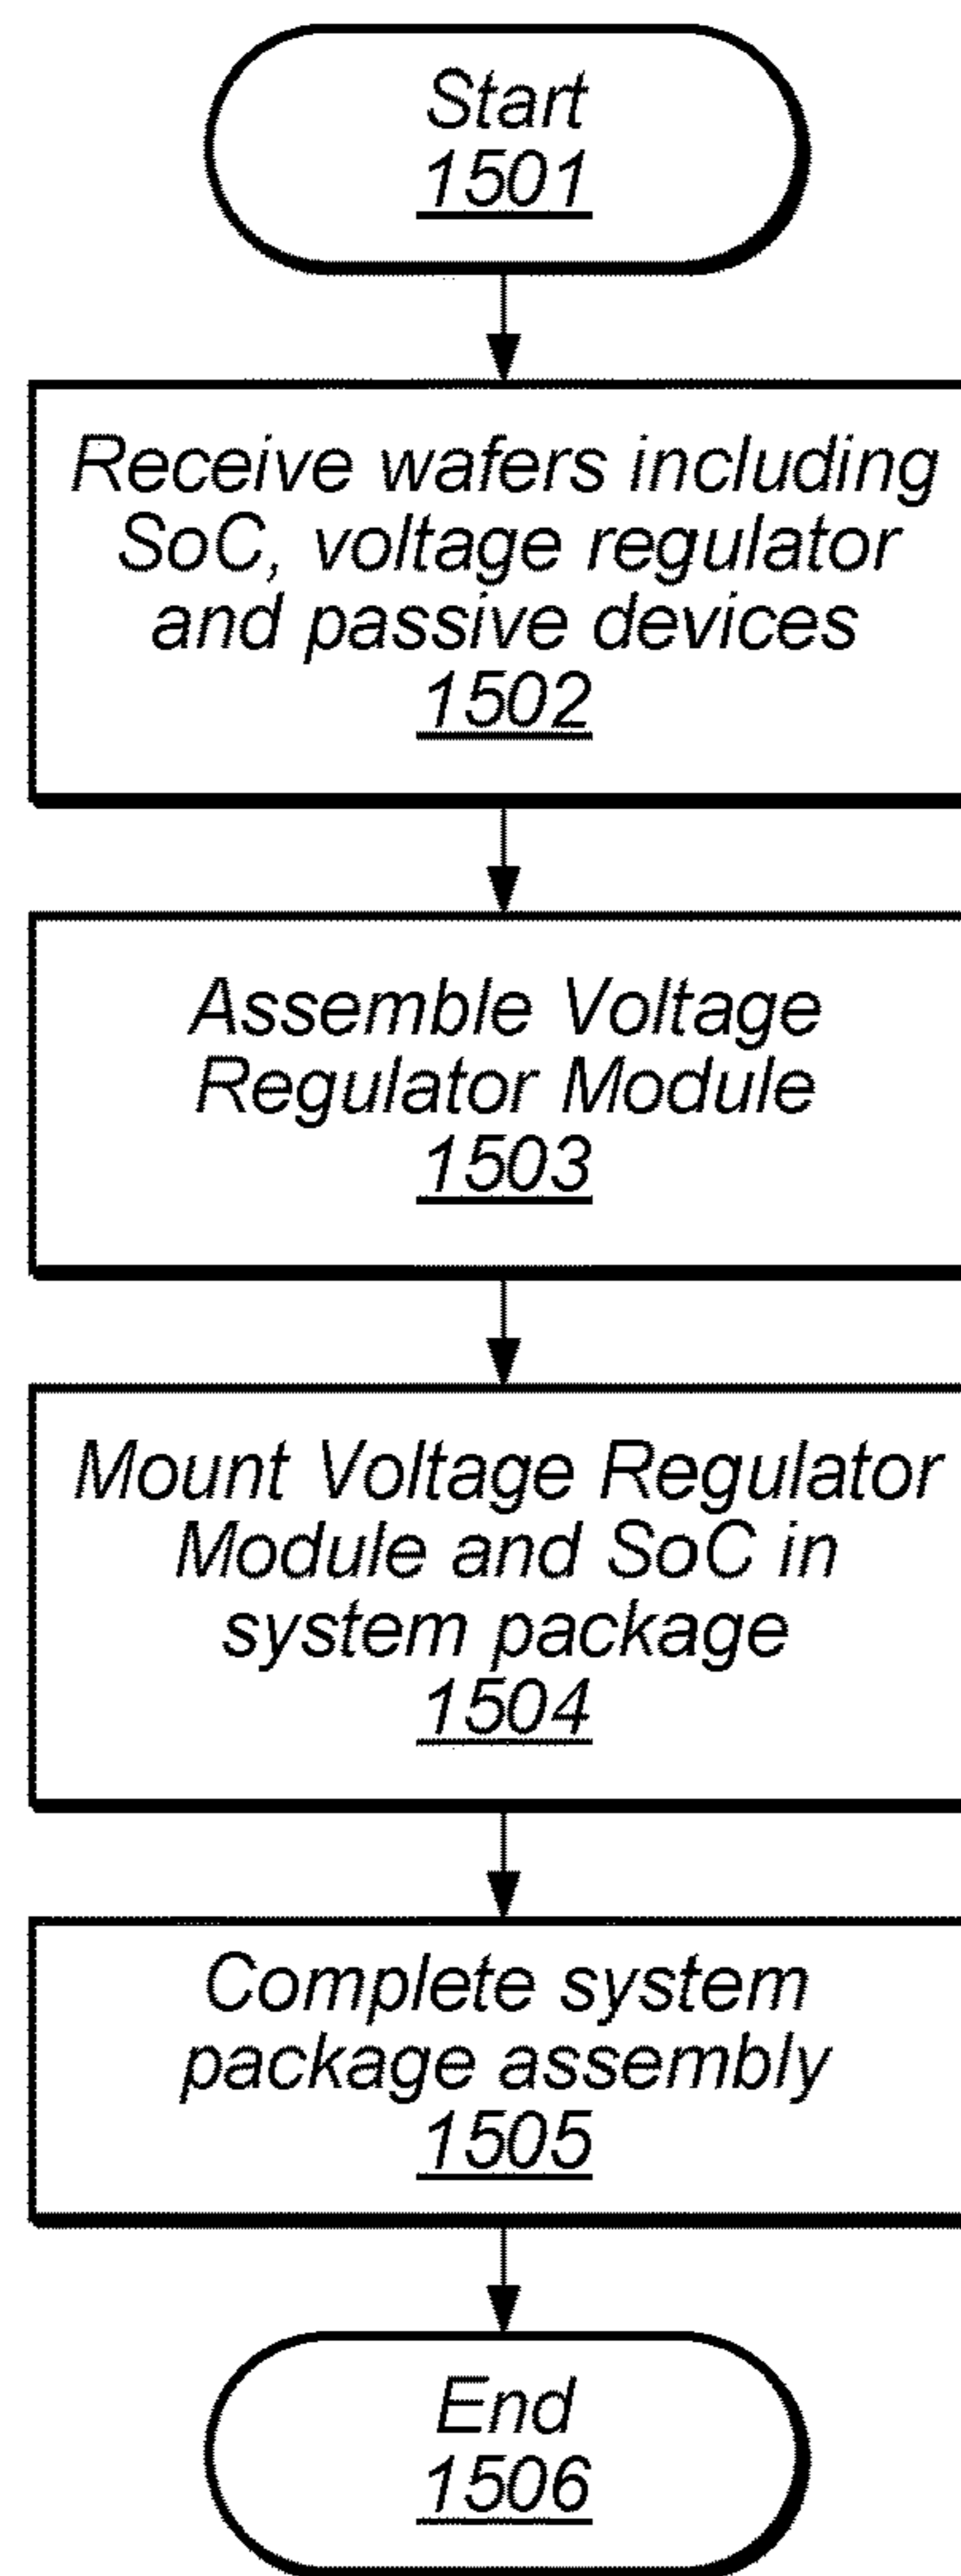 Start
1501
Receive wafers including
SoC, voltage regulator
and passive devices
1502
Assemble Voltage
Regulator Module
1503
Mount Voltage Regulator
Module and SoC in
system package
1504
Complete system
package assembly
1505
End
1506